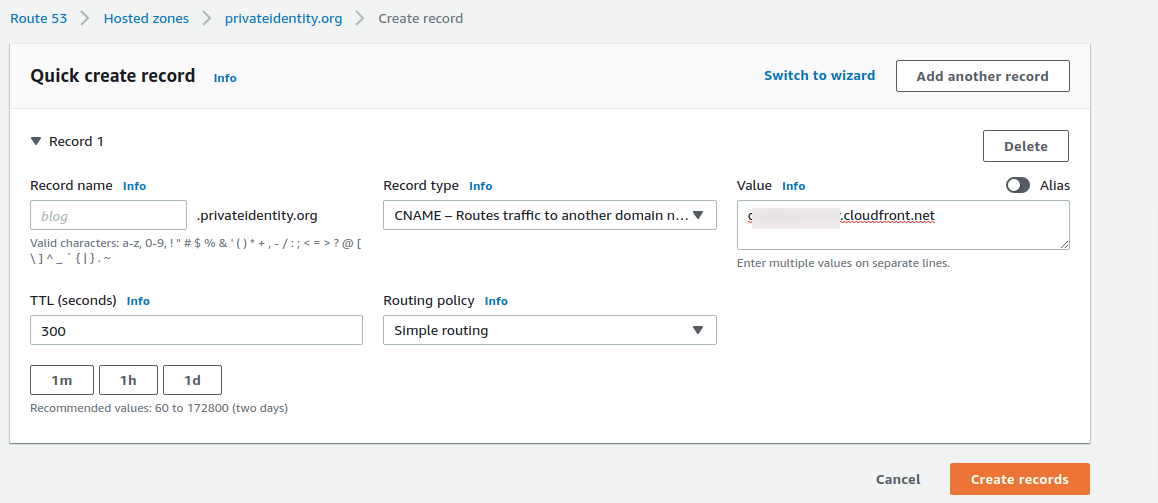 Route 53 > Hosted zones > privateidentity.org > Create record
Quick create record Info Switch to wizard Add another record
Record 1 Delete
Record name Info Record type Info Value Info Alias
blog .privateidentity.org CNAME – Routes traffic to another domain n... .cloudfront.net
Valid characters: a-z, 0-9, ! " # $ % & ' ( ) * + , - / : ; < = > ? @ [
\ ] ^ _ ` { | } . ~ Enter multiple values on separate lines.
TTL (seconds) Info Routing policy Info
300 Simple routing
1m 1h 1d
Recommended values: 60 to 172800 (two days)
Cancel Create records